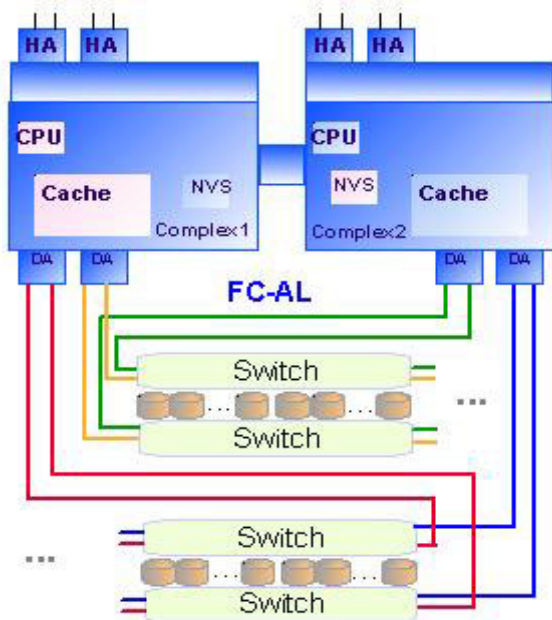 HA HA HA HA
CPU CPU
Cache NVS NVS Cache
Complex1 Complex2
DA DA DA DA
FC-AL
Switch
... ... ...
Switch
Switch
... ...
... 
Switch